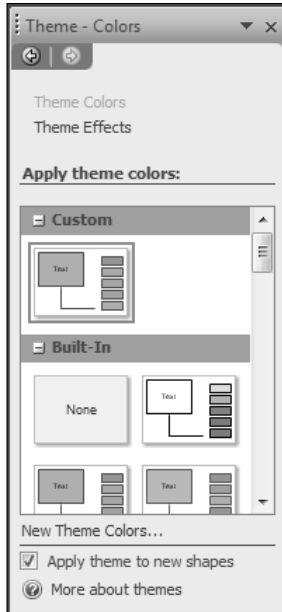 Theme - Colors
Theme Colors
Theme Effects
Apply theme colors:
Custom
Text
Built-In
None
Text
Text
Text
New Theme Colors...
Apply theme to new shapes
More about themes